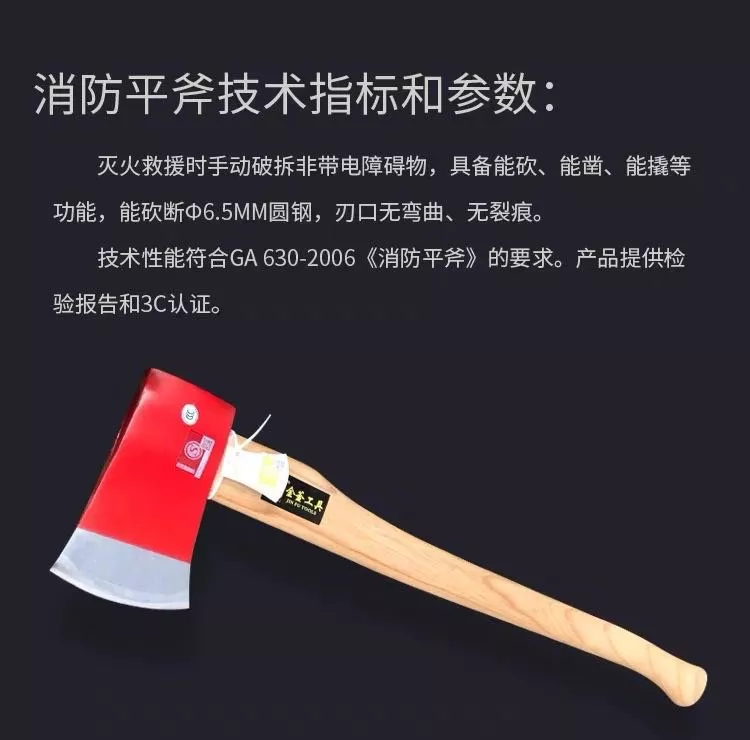 消防平斧技术指标和参数：
灭火救援时手动破拆非带电障碍物，具备能砍、能凿、能撬等
功能，能砍断Φ6.5MM圆钢，刃口无弯曲、无裂痕。
技术性能符合GA 630-2006《消防平斧》的要求。产品提供检
验报告和3C认证。
金斧工具
JIN FU TOOLS